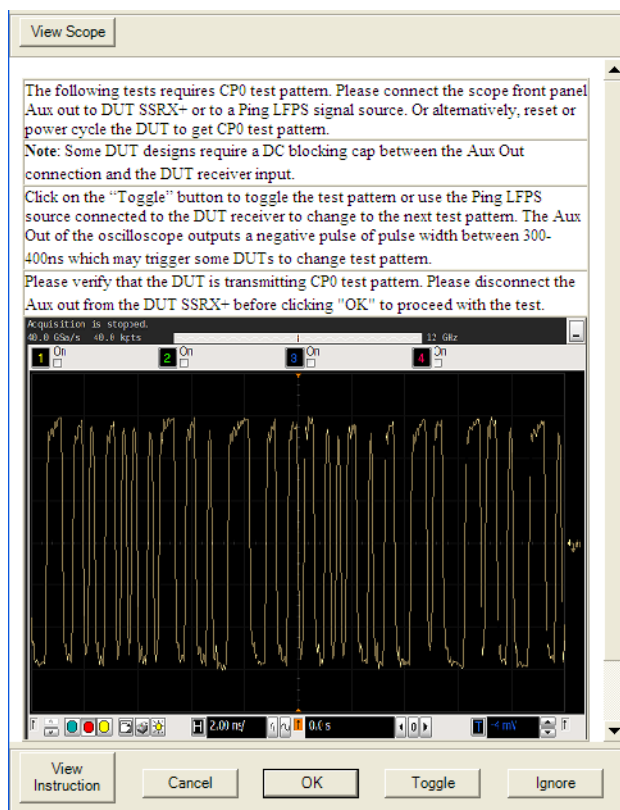 View Scope
The following tests requires CP0 test pattern. Please connect the scope front panel
Aux out to DUT SSRX+ or to a Ping LFPS signal source. Or alternatively, reset or
power cycle the DUT to get CP0 test pattern.
Note: Some DUT designs require a DC blocking cap between the Aux Out
connection and the DUT receiver input.
Click on the “Toggle” button to toggle the test pattern or use the Ping LFPS
source connected to the DUT receiver to change to the next test pattern. The Aux
Out of the oscilloscope outputs a negative pulse of pulse width between 300-
400ns which may trigger some DUTs to change test pattern.
Please verify that the DUT is transmitting CP0 test pattern. Please disconnect the
Aux out from the DUT SSRX+ before clicking "OK" to proceed with the test.
Acquisition is stopped.
40.0 GSa/s 40.0 kpts 12 GHz
1 On 2 On 3 On 4 On
H 2.00 ns/ 0.0 s 0 T -4 mV
View Instruction Cancel OK Toggle Ignore